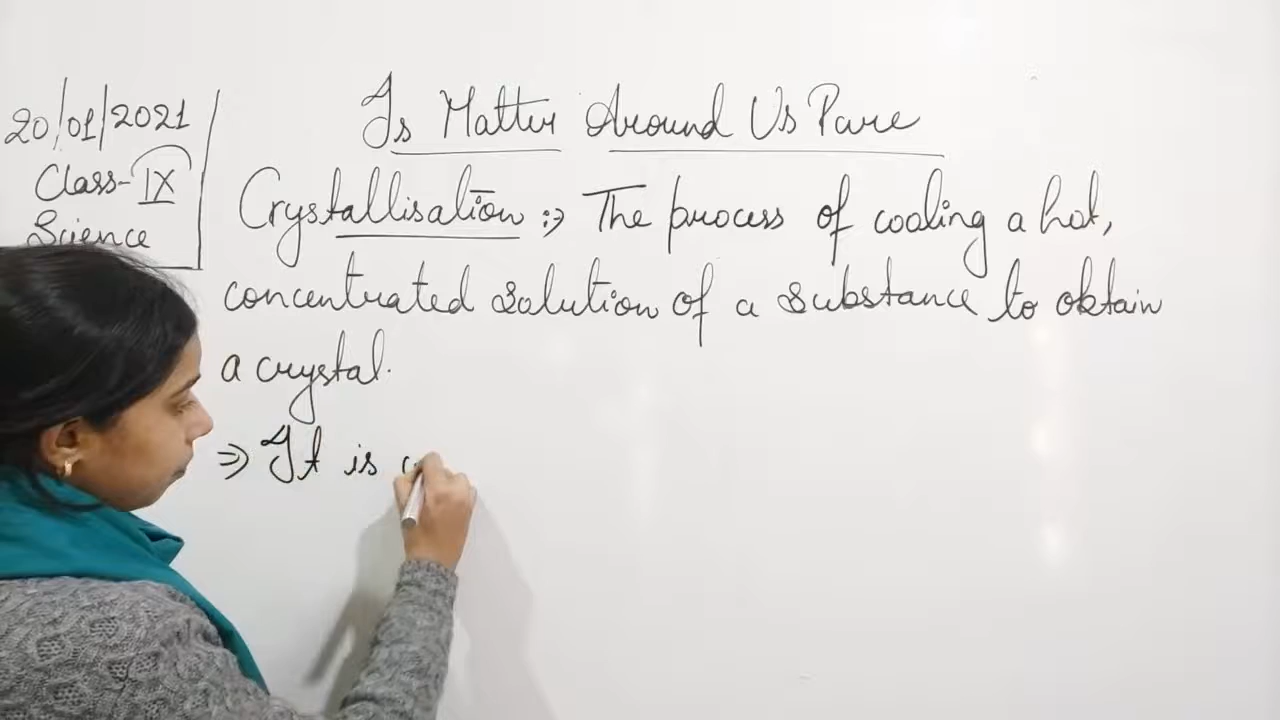 20/01/2021
Class-IX
Science
Is Matter Around Us Pure
Crystallisation :⇒ The process of cooling a hot,
concentrated solution of a substance to obtain
a crystal.
⇒ It is